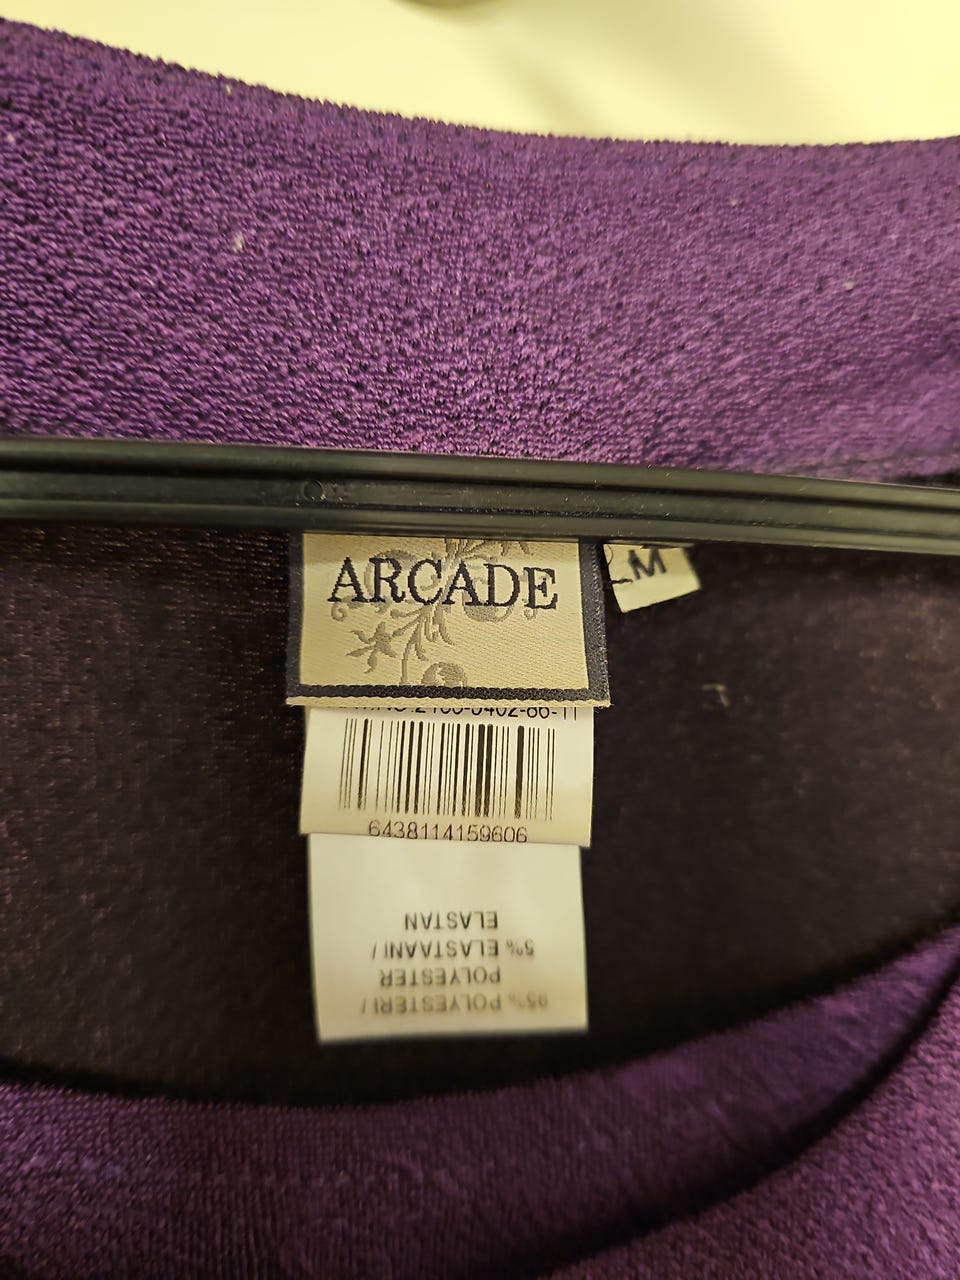 ARCADE
M
6438114159606
95% POLYESTERI /
POLYESTER
5% ELASTAANI /
ELASTAN